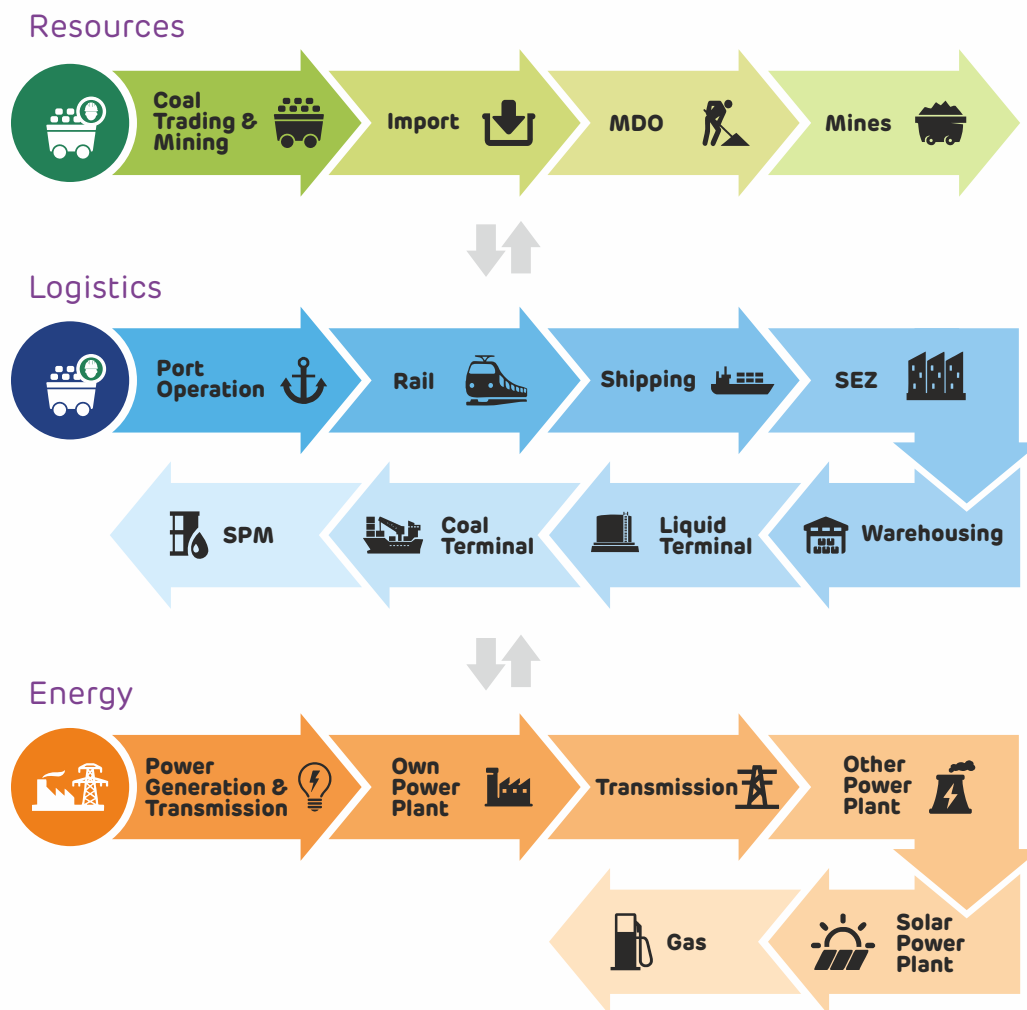 Resources
Coal
Trading &
Mining
Import
MDO
Mines
Logistics
Port
Operation
Rail
Shipping
SEZ
Warehousing
Liquid
Terminal
Coal
Terminal
SPM
Energy
Power
Generation &
Transmission
Own
Power
Plant
Transmission
Other
Power
Plant
Solar
Power
Plant
Gas